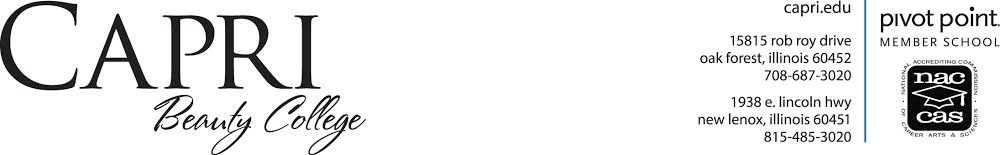 CAPRI
Beauty College
capri.edu
15815 rob roy drive
oak forest, illinois 60452
708-687-3020
1938 e. lincoln hwy
new lenox, illinois 60451
815-485-3020
pivot point.
MEMBER SCHOOL
NATIONAL ACCREDITING COMMISSION
OF CAREER ARTS & SCIENCES
nac
cas